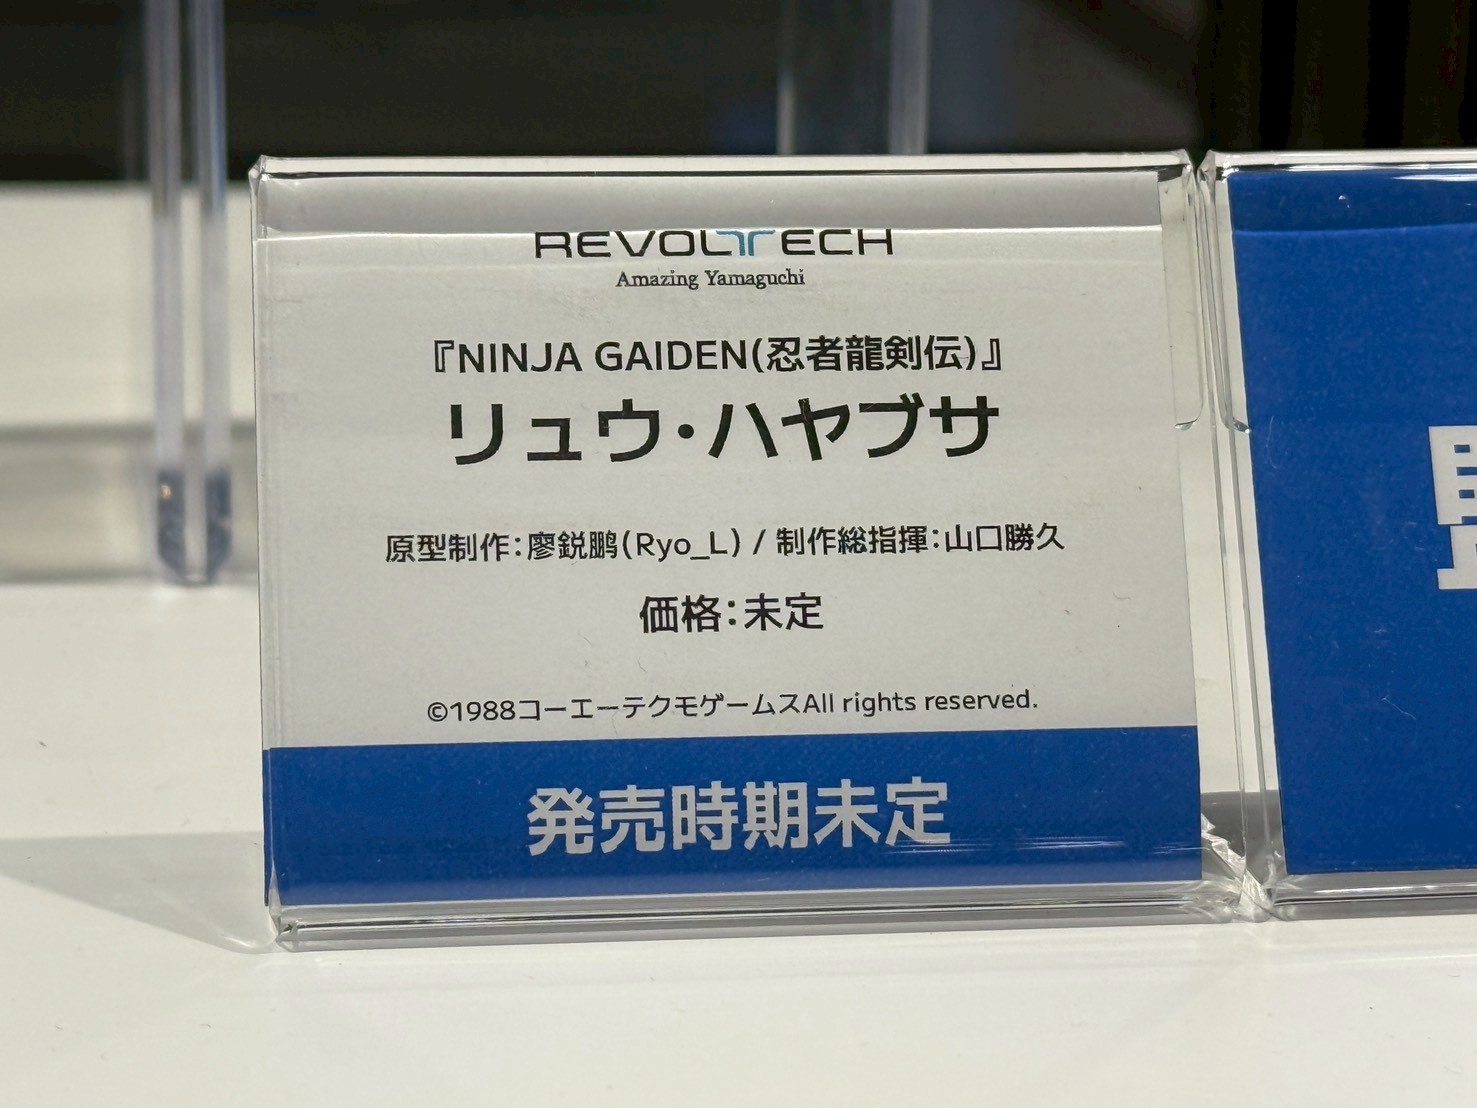 REVOLTECH
Amazing Yamaguchi
『NINJA GAIDEN(忍者龍剣伝)』
リュウ・ハヤブサ
原型制作：廖鋭鹏(Ryo_L) / 制作総指揮：山口勝久
価格：未定
©1988コーエーテクモゲームスAll rights reserved.
発売時期未定